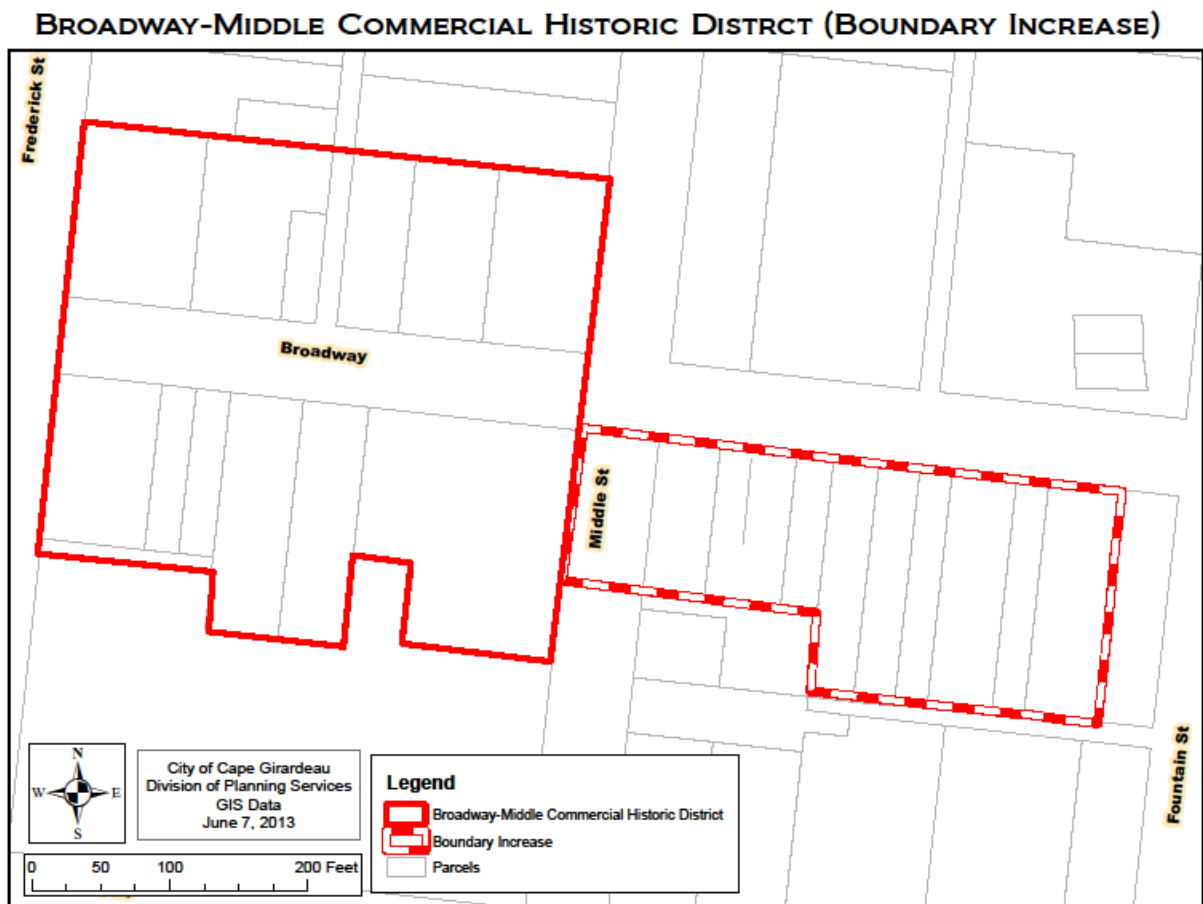 BROADWAY-MIDDLE COMMERCIAL HISTORIC DISTRCT (BOUNDARY INCREASE)
Frederick St
Broadway
Middle St
Fountain St
N
W E
S
City of Cape Girardeau
Division of Planning Services
GIS Data
June 7, 2013
0 50 100 200 Feet
Legend
Broadway-Middle Commercial Historic District
Boundary Increase
Parcels